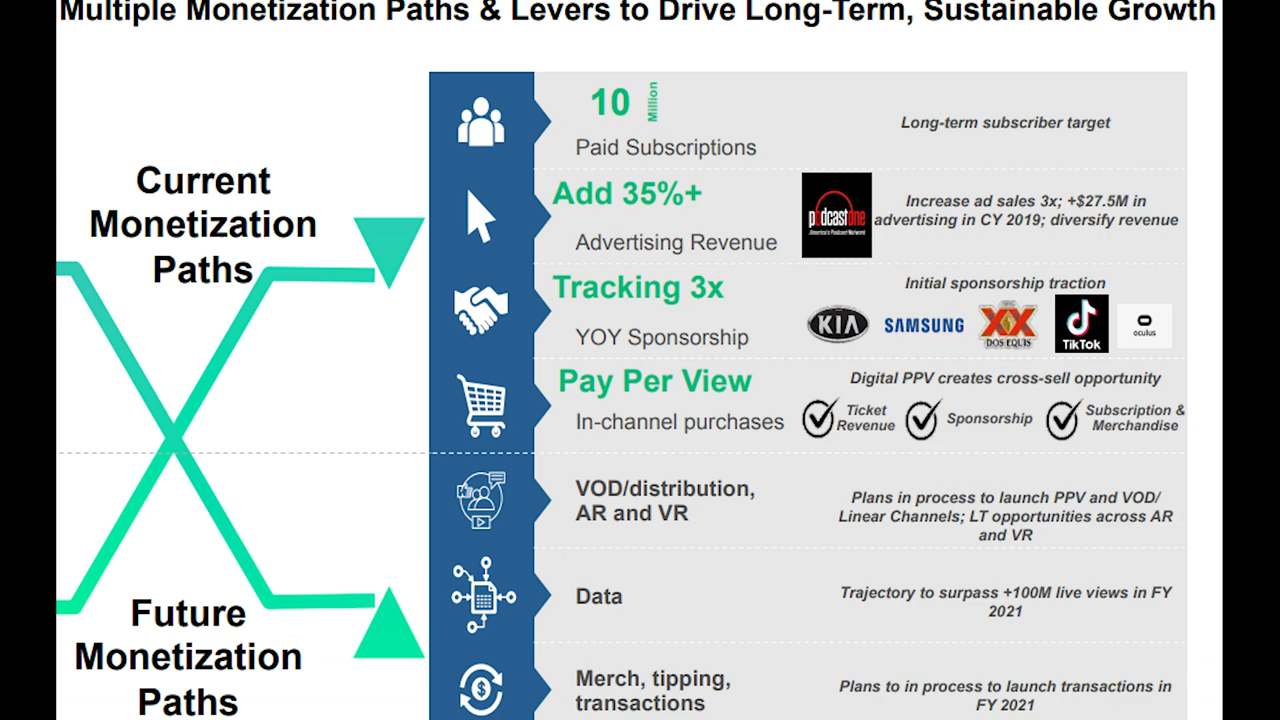 Multiple Monetization Paths & Levers to Drive Long-Term, Sustainable Growth
Current
Monetization
Paths
Future
Monetization
Paths
10 Million
Paid Subscriptions
Long-term subscriber target
Add 35%+
Advertising Revenue
podcastone
America's Podcast Network
Increase ad sales 3x; +$27.5M in
advertising in CY 2019; diversify revenue
Tracking 3x
YOY Sponsorship
Initial sponsorship traction
KIA
SAMSUNG
XX
DOS EQUIS
TikTok
oculus
Pay Per View
In-channel purchases
Digital PPV creates cross-sell opportunity
Ticket
Revenue
Sponsorship
Subscription &
Merchandise
VOD/distribution,
AR and VR
Plans in process to launch PPV and VOD/
Linear Channels; LT opportunities across AR
and VR
Data
Trajectory to surpass +100M live views in FY
2021
Merch, tipping,
transactions
Plans to in process to launch transactions in
FY 2021